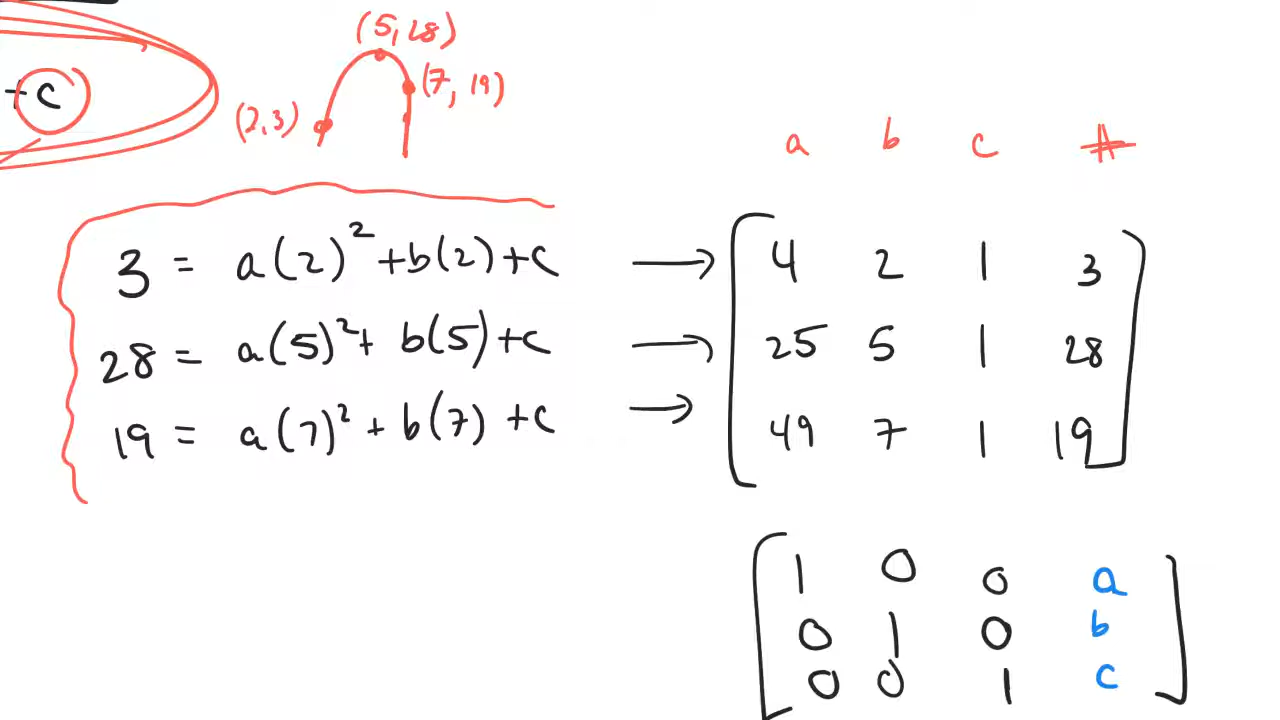 (5,28)
+c
(7, 19)
(2,3)
a b c #
3 = a(2)²+b(2)+c → 4 2 1 3
28 = a(5)²+ b(5)+c → 25 5 1 28
19 = a(7)² + b(7) +c → 49 7 1 19
1 0 0 a
0 1 0 b
0 0 1 c